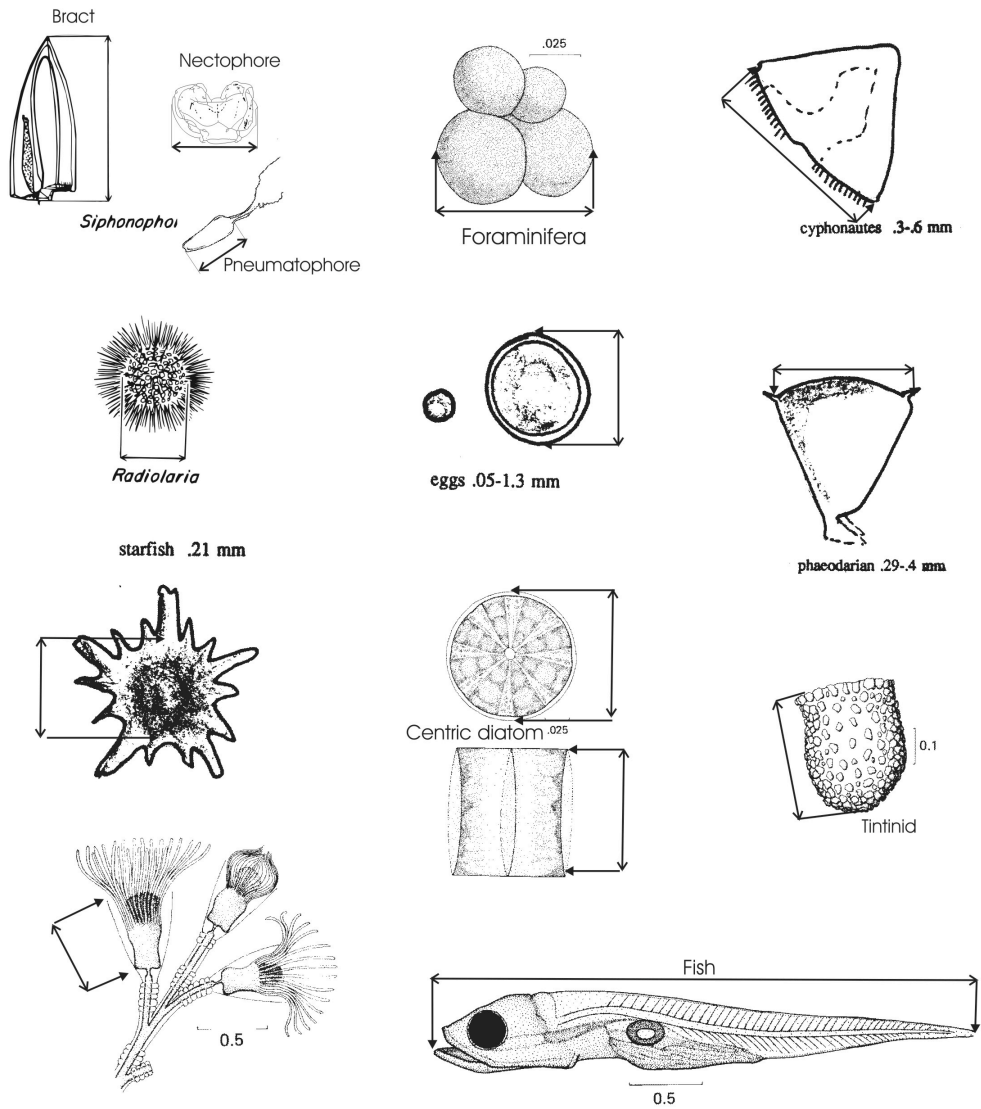 Bract
Nectophore
Siphonophor
Pneumatophore
.025
Foraminifera
cyphonautes .3-.6 mm
Radiolaria
eggs .05-1.3 mm
phaeodarian .29-.4 mm
starfish .21 mm
Centric diatom .025
0.1
Tintinid
0.5
Fish
0.5